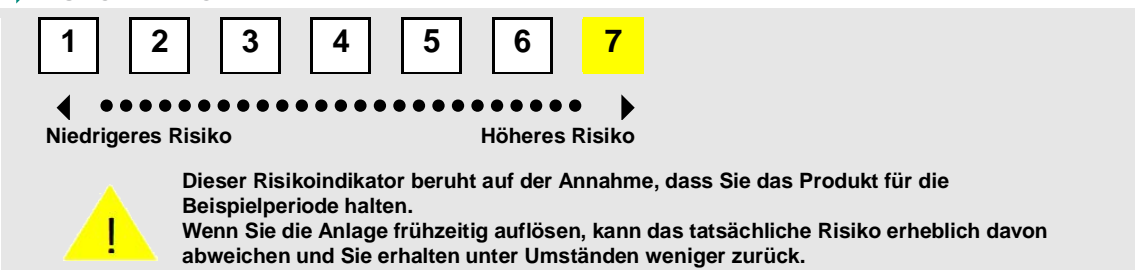 1 2 3 4 5 6 7
Niedrigeres Risiko Höheres Risiko
Dieser Risikoindikator beruht auf der Annahme, dass Sie das Produkt für die
Beispielperiode halten.
! Wenn Sie die Anlage frühzeitig auflösen, kann das tatsächliche Risiko erheblich davon
abweichen und Sie erhalten unter Umständen weniger zurück.